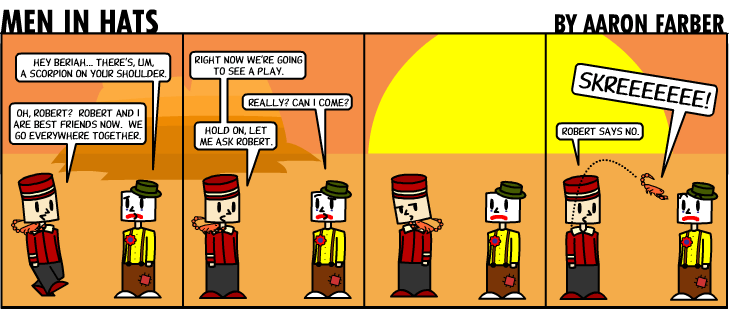 MEN IN HATS
BY AARON FARBER
HEY BERIAH... THERE'S, UM,
A SCORPION ON YOUR SHOULDER.
OH, ROBERT? ROBERT AND I
ARE BEST FRIENDS NOW. WE
GO EVERYWHERE TOGETHER.
RIGHT NOW WE'RE GOING
TO SEE A PLAY.
REALLY? CAN I COME?
HOLD ON, LET
ME ASK ROBERT.
SKREEEEEEE!
ROBERT SAYS NO.